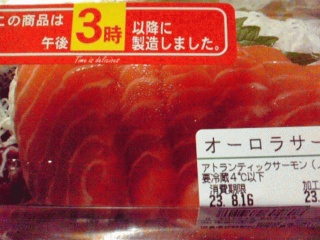 この商品は
午後 3時 以降に
製造しました。
Time is delicious
オーロラサー
アトランティックサーモン(
要冷蔵4℃以下
消費期限 加工
23. 8.16 23.